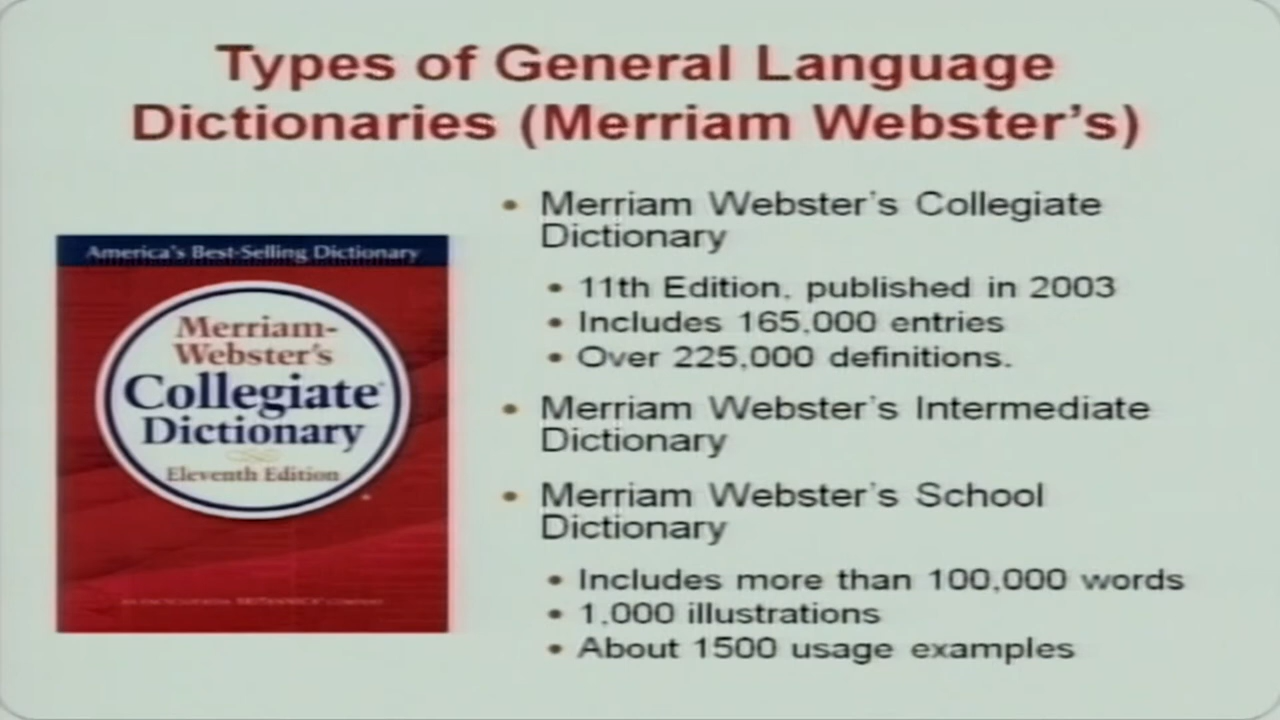 Types of General Language
Dictionaries (Merriam Webster's)
America's Best-Selling Dictionary
Merriam-
Webster's
Collegiate
Dictionary
Eleventh Edition
• Merriam Webster's Collegiate
Dictionary
• 11th Edition, published in 2003
• Includes 165,000 entries
• Over 225,000 definitions.
• Merriam Webster's Intermediate
Dictionary
• Merriam Webster's School
Dictionary
• Includes more than 100,000 words
• 1,000 illustrations
• About 1500 usage examples